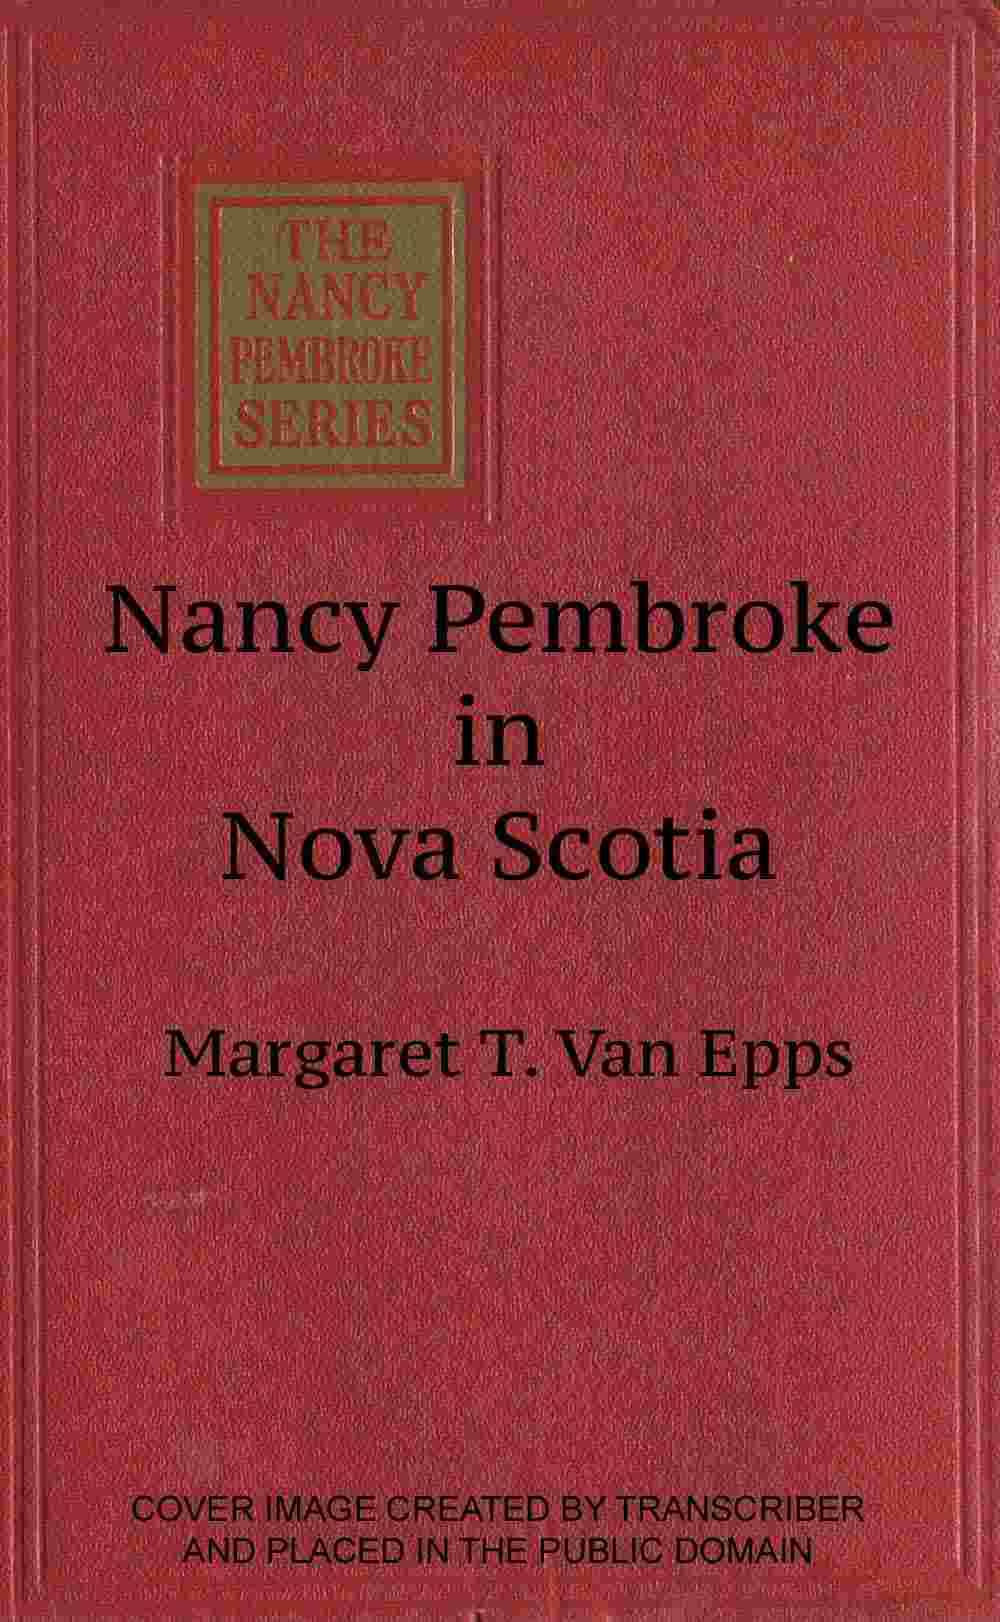 THE
NANCY
PEMBROKE
SERIES
Nancy Pembroke
in
Nova Scotia
Margaret T. Van Epps
COVER IMAGE CREATED BY TRANSCRIBER
AND PLACED IN THE PUBLIC DOMAIN